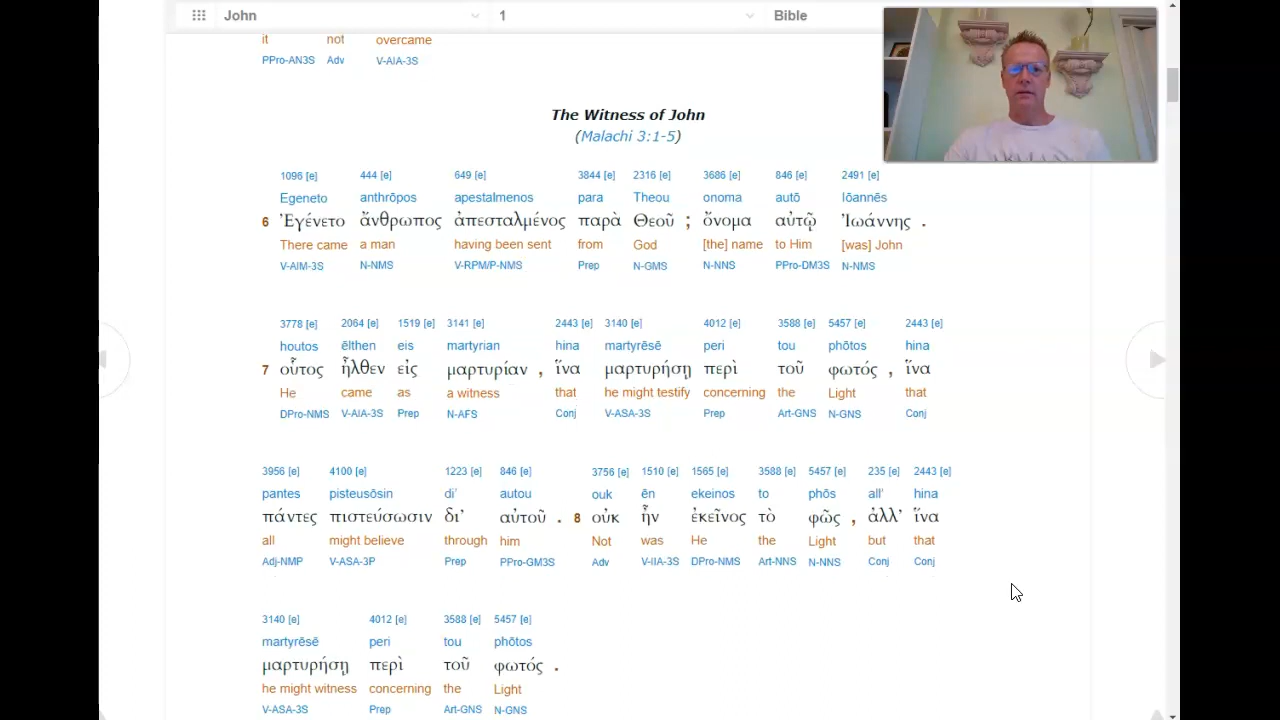 John 1 Bible
it not overcame
PPro-AN3S Adv V-AIA-3S
The Witness of John
(Malachi 3:1-5)
1096 [e] 444 [e] 649 [e] 3844 [e] 2316 [e] 3686 [e] 846 [e] 2491 [e]
Egeneto anthrōpos apestalmenos para Theou onoma autō Iōannēs
6 Ἐγένετο ἄνθρωπος ἀπεσταλμένος παρὰ Θεοῦ ; ὄνομα αὐτῷ Ἰωάννης .
There came a man having been sent from God [the] name to Him [was] John
V-AIM-3S N-NMS V-RPM/P-NMS Prep N-GMS N-NNS PPro-DM3S N-NMS
3778 [e] 2064 [e] 1519 [e] 3141 [e] 2443 [e] 3140 [e] 4012 [e] 3588 [e] 5457 [e] 2443 [e]
houtos ēlthen eis martyrian hina martyrēsē peri tou phōtos hina
7 οὗτος ἦλθεν εἰς μαρτυρίαν , ἵνα μαρτυρήσῃ περὶ τοῦ φωτός , ἵνα
He came as a witness that he might testify concerning the Light that
DPro-NMS V-AIA-3S Prep N-AFS Conj V-ASA-3S Prep Art-GNS N-GNS Conj
3956 [e] 4100 [e] 1223 [e] 846 [e] 3756 [e] 1510 [e] 1565 [e] 3588 [e] 5457 [e] 235 [e] 2443 [e]
pantes pisteusōsin di’ autou ouk ēn ekeinos to phōs all’ hina
πάντες πιστεύσωσιν δι’ αὐτοῦ . 8 οὐκ ἦν ἐκεῖνος τὸ φῶς , ἀλλ’ ἵνα
all might believe through him Not was He the Light but that
Adj-NMP V-ASA-3P Prep PPro-GM3S Adv V-IIA-3S DPro-NMS Art-NNS N-NNS Conj Conj
3140 [e] 4012 [e] 3588 [e] 5457 [e]
martyrēsē peri tou phōtos
μαρτυρήσῃ περὶ τοῦ φωτός .
he might witness concerning the Light
V-ASA-3S Prep Art-GNS N-GNS